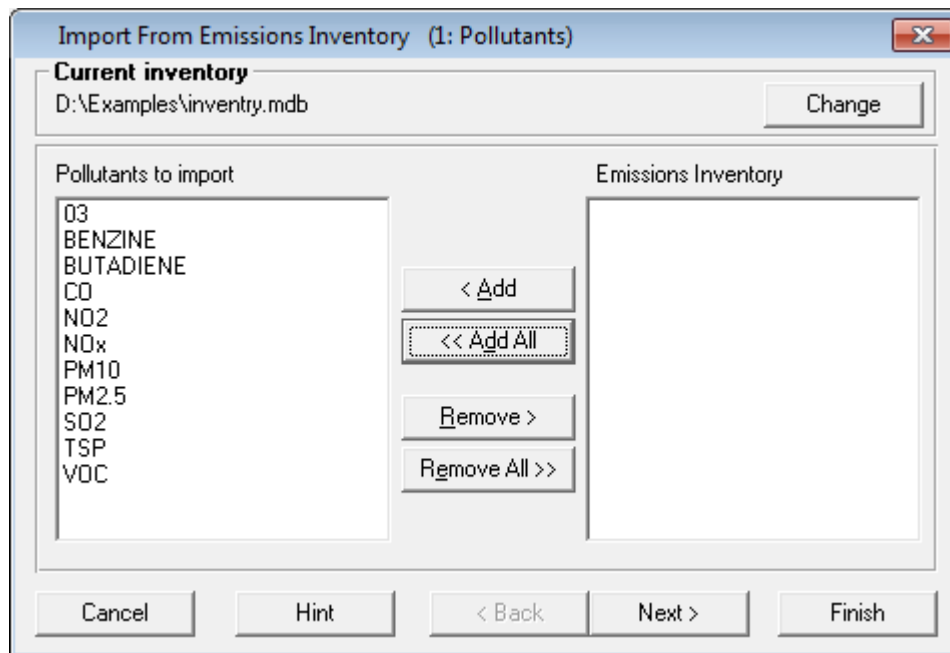 Import From Emissions Inventory (1: Pollutants)
Current inventory
D:\Examples\inventry.mdb
Change
Pollutants to import
Emissions Inventory
O3
BENZINE
BUTADIENE
CO
NO2
NOx
PM10
PM2.5
SO2
TSP
VOC
< Add
<< Add All
Remove >
Remove All >>
Cancel
Hint
< Back
Next >
Finish